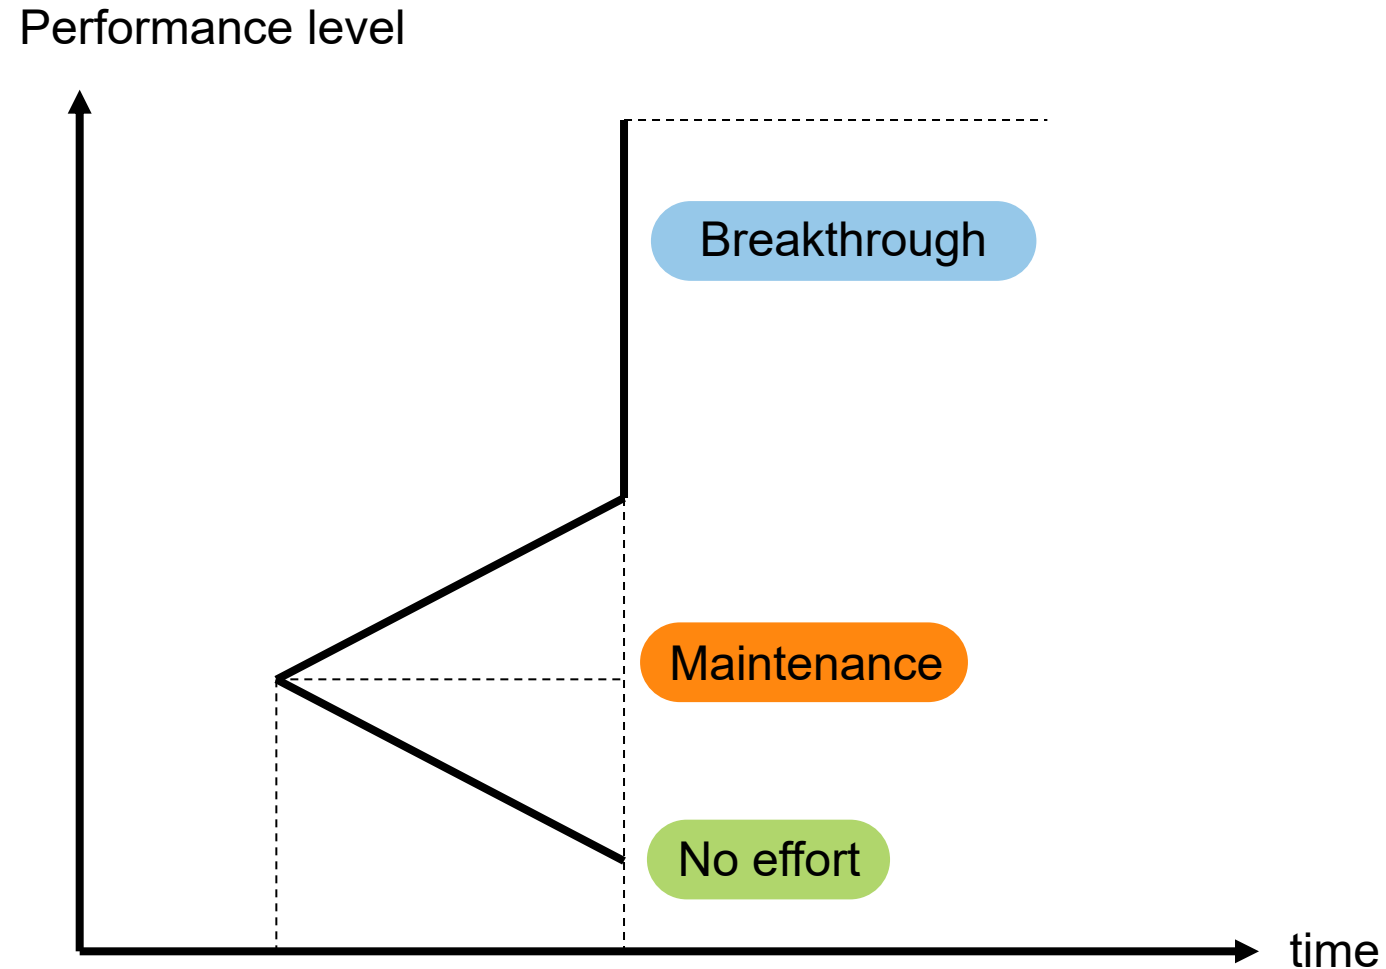 Performance level
Breakthrough
Maintenance
No effort
time